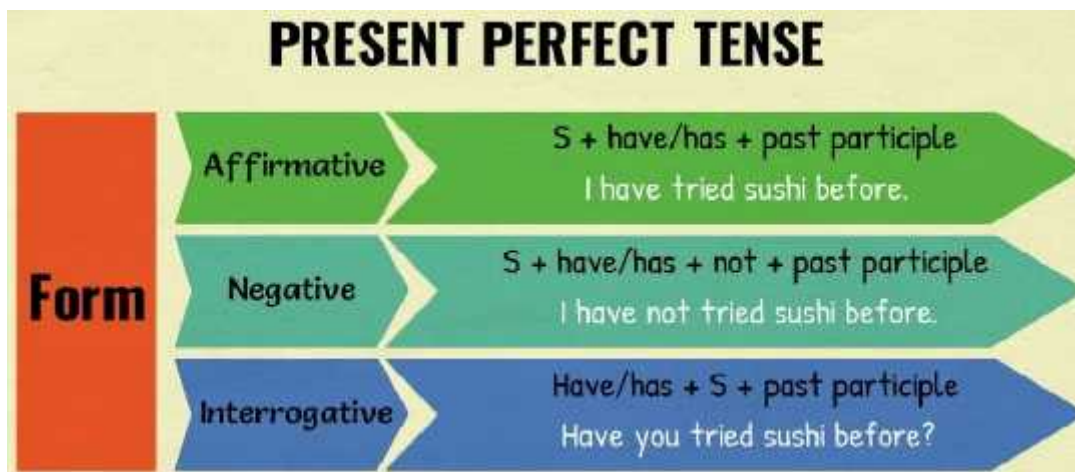 PRESENT PERFECT TENSE
Form
Affirmative
S + have/has + past participle
I have tried sushi before.
Negative
S + have/has + not + past participle
I have not tried sushi before.
Interrogative
Have/has + S + past participle
Have you tried sushi before?